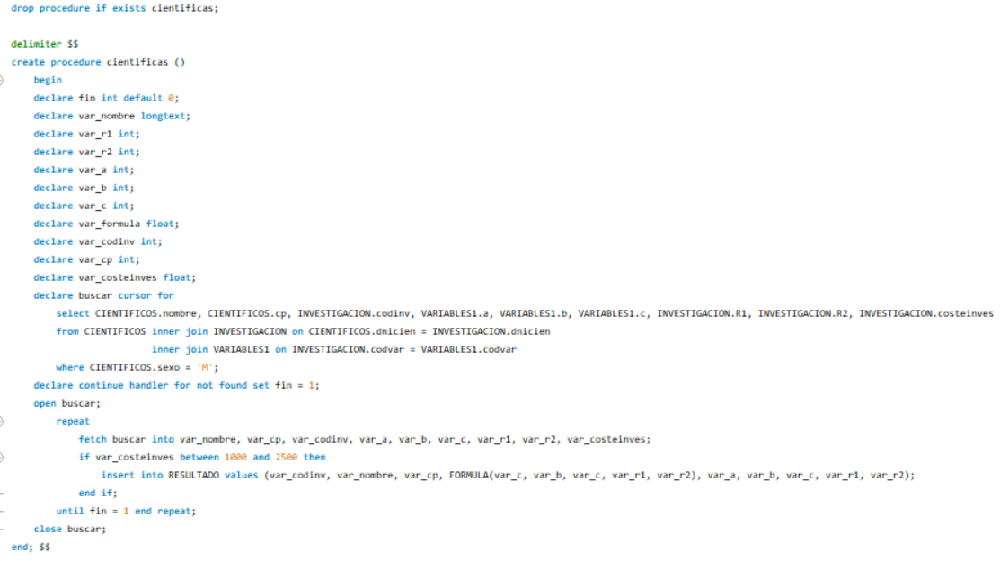 drop procedure if exists cientificas;
delimiter $$
create procedure cientificas ()
begin
declare fin int default 0;
declare var_nombre longtext;
declare var_r1 int;
declare var_r2 int;
declare var_a int;
declare var_b int;
declare var_c int;
declare var_formula float;
declare var_codinv int;
declare var_cp int;
declare var_costeinves float;
declare buscar cursor for
select CIENTIFICOS.nombre, CIENTIFICOS.cp, INVESTIGACION.codinv, VARIABLES1.a, VARIABLES1.b, VARIABLES1.c, INVESTIGACION.R1, INVESTIGACION.R2, INVESTIGACION.costeinves
from CIENTIFICOS inner join INVESTIGACION on CIENTIFICOS.dnicien = INVESTIGACION.dnicien
inner join VARIABLES1 on INVESTIGACION.codvar = VARIABLES1.codvar
where CIENTIFICOS.sexo = 'M';
declare continue handler for not found set fin = 1;
open buscar;
repeat
fetch buscar into var_nombre, var_cp, var_codinv, var_a, var_b, var_c, var_r1, var_r2, var_costeinves;
if var_costeinves between 1000 and 2500 then
insert into RESULTADO values (var_codinv, var_nombre, var_cp, FORMULA(var_c, var_b, var_c, var_r1, var_r2), var_a, var_b, var_c, var_r1, var_r2);
end if;
until fin = 1 end repeat;
close buscar;
end; $$